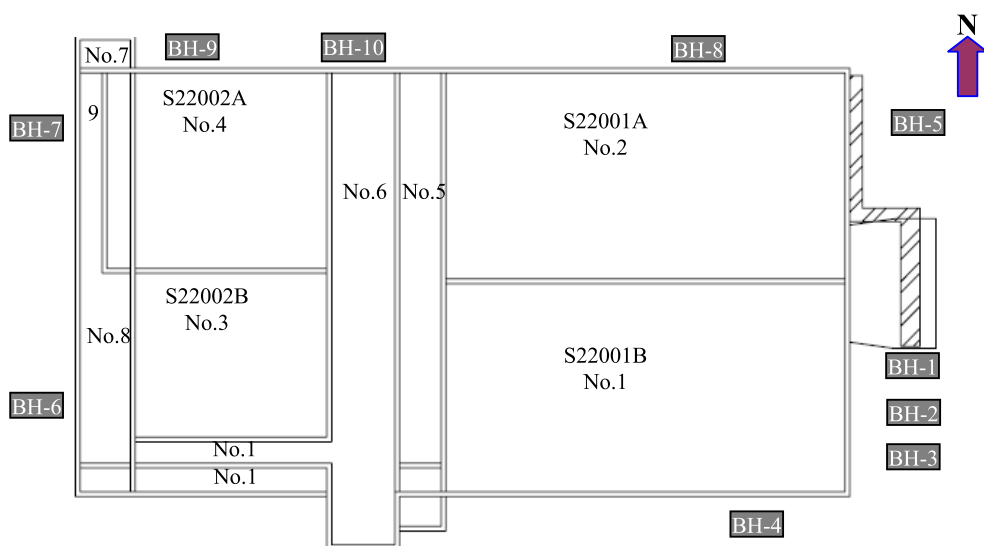 N
No.7
BH-9
BH-10
BH-8
BH-7
9
S22002A
No.4
S22001A
No.2
BH-5
No.6
No.5
S22002B
No.3
No.8
S22001B
No.1
BH-1
BH-6
BH-2
No.1
BH-3
No.1
BH-4